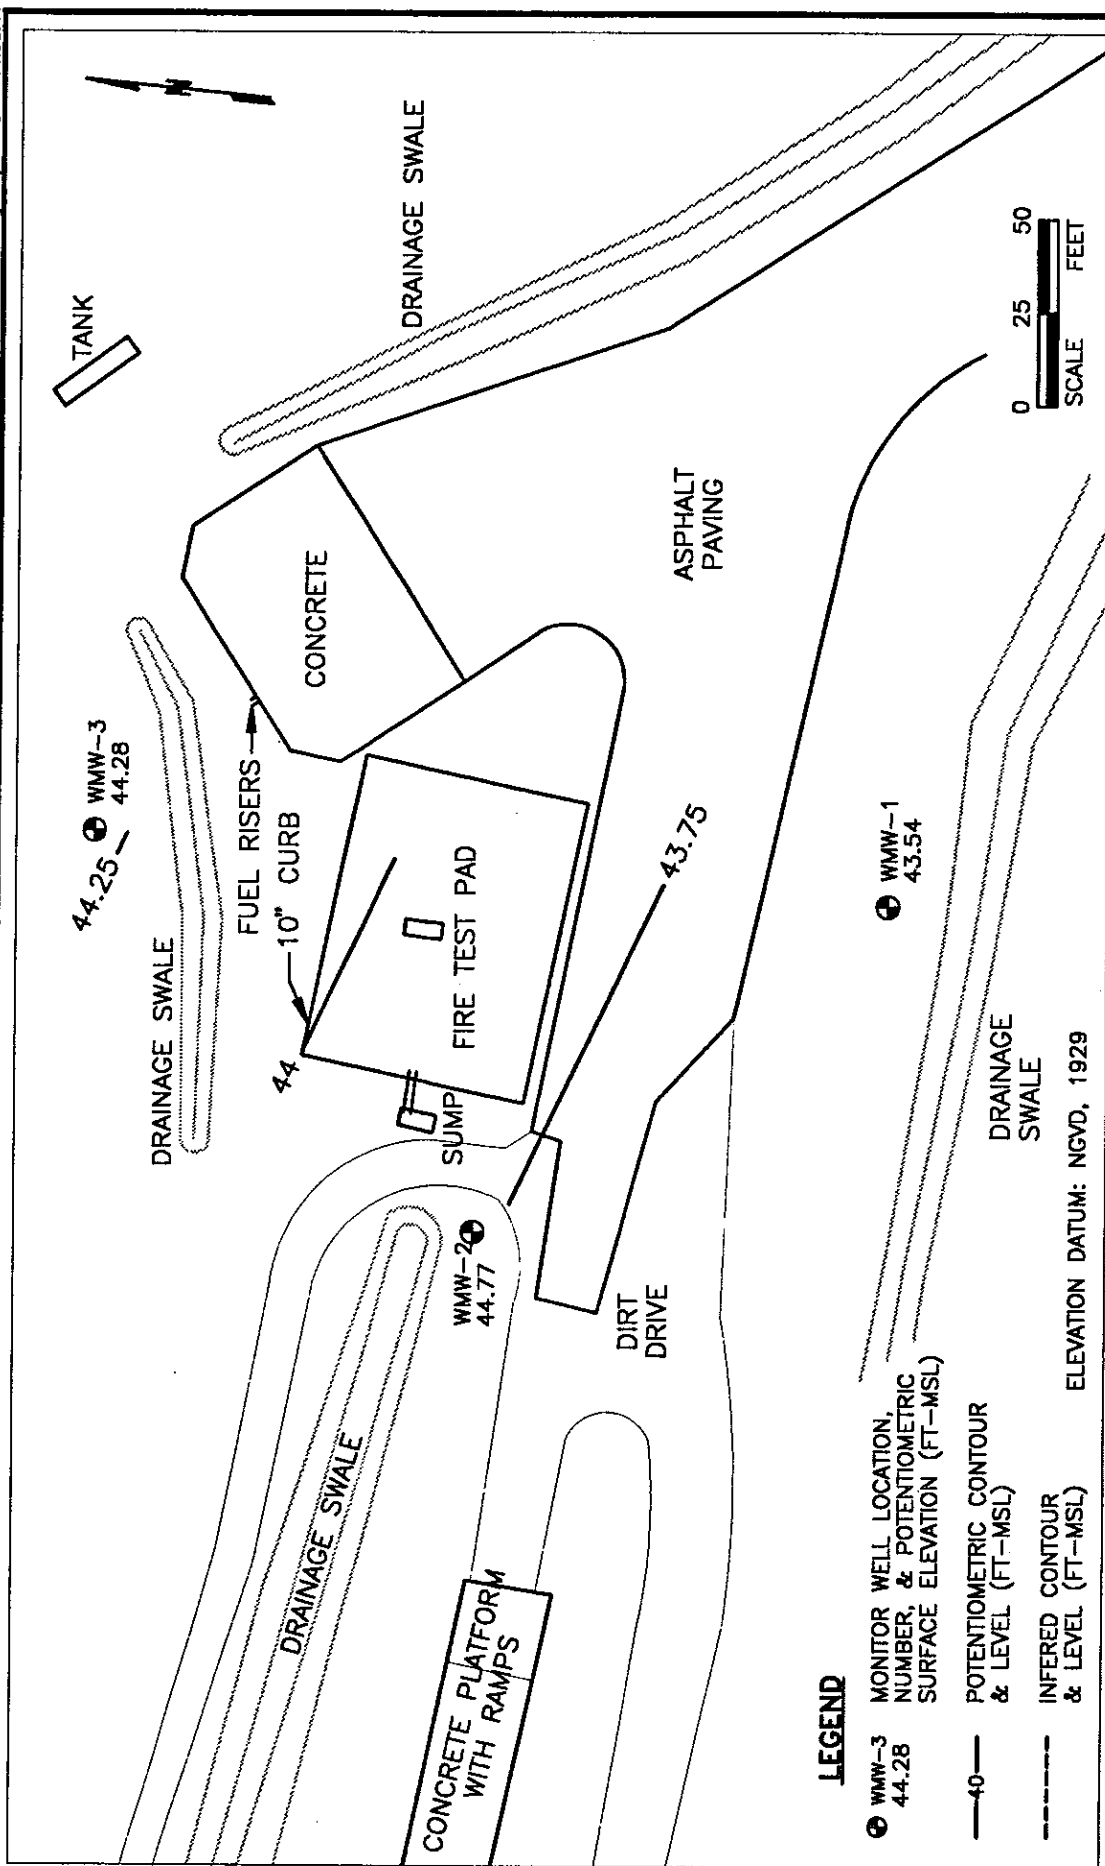 N
TANK
DRAINAGE SWALE
WMW-3
44.28
44.25
FUEL RISERS
10" CURB
CONCRETE
DRAINAGE SWALE
44
FIRE TEST PAD
SUMP
43.75
ASPHALT
PAVING
WMW-2
44.77
WMW-1
43.54
DIRT
DRIVE
DRAINAGE SWALE
DRAINAGE
SWALE
CONCRETE PLATFORM
WITH RAMPS
0 25 50
SCALE FEET
LEGEND
WMW-3
44.28
MONITOR WELL LOCATION,
NUMBER, & POTENTIOMETRIC
SURFACE ELEVATION (FT-MSL)
40
POTENTIOMETRIC CONTOUR
& LEVEL (FT-MSL)
INFERED CONTOUR
& LEVEL (FT-MSL)
ELEVATION DATUM: NGVD, 1929